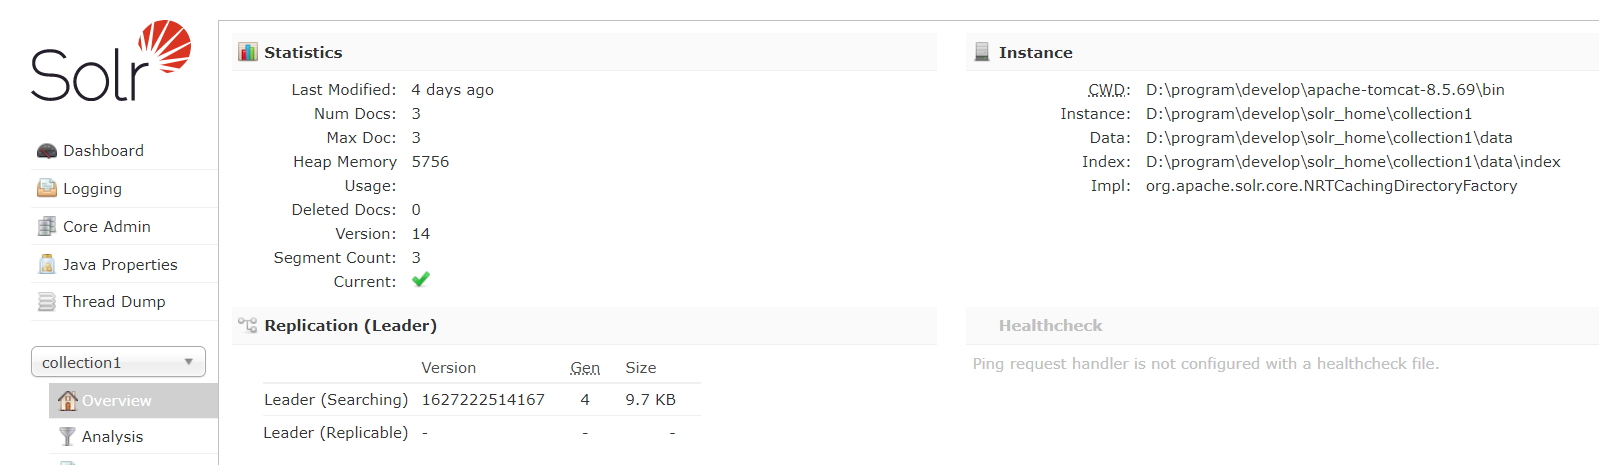 Solr
Dashboard
Logging
Core Admin
Java Properties
Thread Dump
collection1
Overview
Analysis
Statistics
Last Modified: 4 days ago
Num Docs: 3
Max Doc: 3
Heap Memory 5756
Usage:
Deleted Docs: 0
Version: 14
Segment Count: 3
Current:
Instance
CWD: D:\program\develop\apache-tomcat-8.5.69\bin
Instance: D:\program\develop\solr_home\collection1
Data: D:\program\develop\solr_home\collection1\data
Index: D:\program\develop\solr_home\collection1\data\index
Impl: org.apache.solr.core.NRTCachingDirectoryFactory
Replication (Leader)
Version Gen Size
Leader (Searching) 1627222514167 4 9.7 KB
Leader (Replicable) - - -
Healthcheck
Ping request handler is not configured with a healthcheck file.